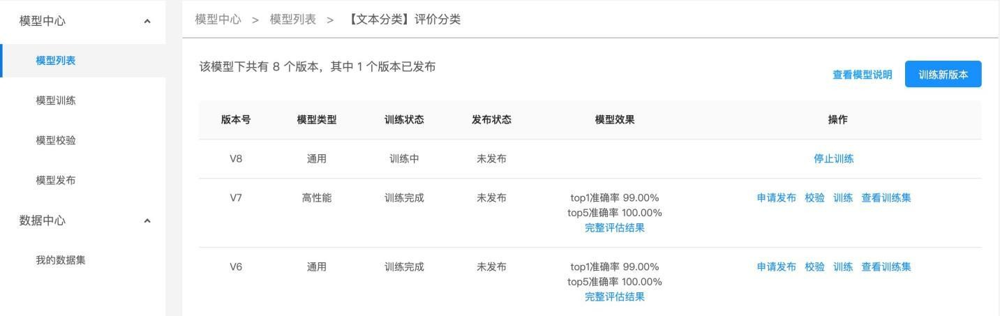 模型中心
模型列表
模型训练
模型校验
模型发布
数据中心
我的数据集
模型中心 > 模型列表 > 【文本分类】评价分类
该模型下共有 8 个版本，其中 1 个版本已发布
查看模型说明 训练新版本
版本号 模型类型 训练状态 发布状态 模型效果 操作
V8 通用 训练中 未发布 停止训练
V7 高性能 训练完成 未发布 top1准确率 99.00% 申请发布 校验 训练 查看训练集
top5准确率 100.00%
完整评估结果
V6 通用 训练完成 未发布 top1准确率 99.00% 申请发布 校验 训练 查看训练集
top5准确率 100.00%
完整评估结果